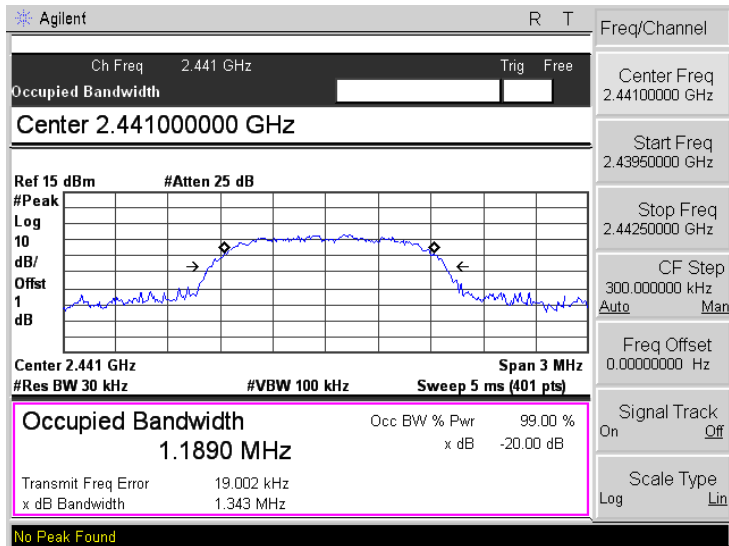 Agilent
R T
Ch Freq 2.441 GHz Trig Free
Occupied Bandwidth
Center 2.441000000 GHz
Ref 15 dBm #Atten 25 dB
#Peak
Log
10
dB/
Offst
1
dB
Center 2.441 GHz Span 3 MHz
#Res BW 30 kHz #VBW 100 kHz Sweep 5 ms (401 pts)
Occupied Bandwidth Occ BW % Pwr 99.00 %
1.1890 MHz x dB -20.00 dB
Transmit Freq Error 19.002 kHz
x dB Bandwidth 1.343 MHz
No Peak Found
Freq/Channel
Center Freq
2.44100000 GHz
Start Freq
2.43950000 GHz
Stop Freq
2.44250000 GHz
CF Step
300.000000 kHz
Auto Man
Freq Offset
0.00000000 Hz
Signal Track
On Off
Scale Type
Log Lin